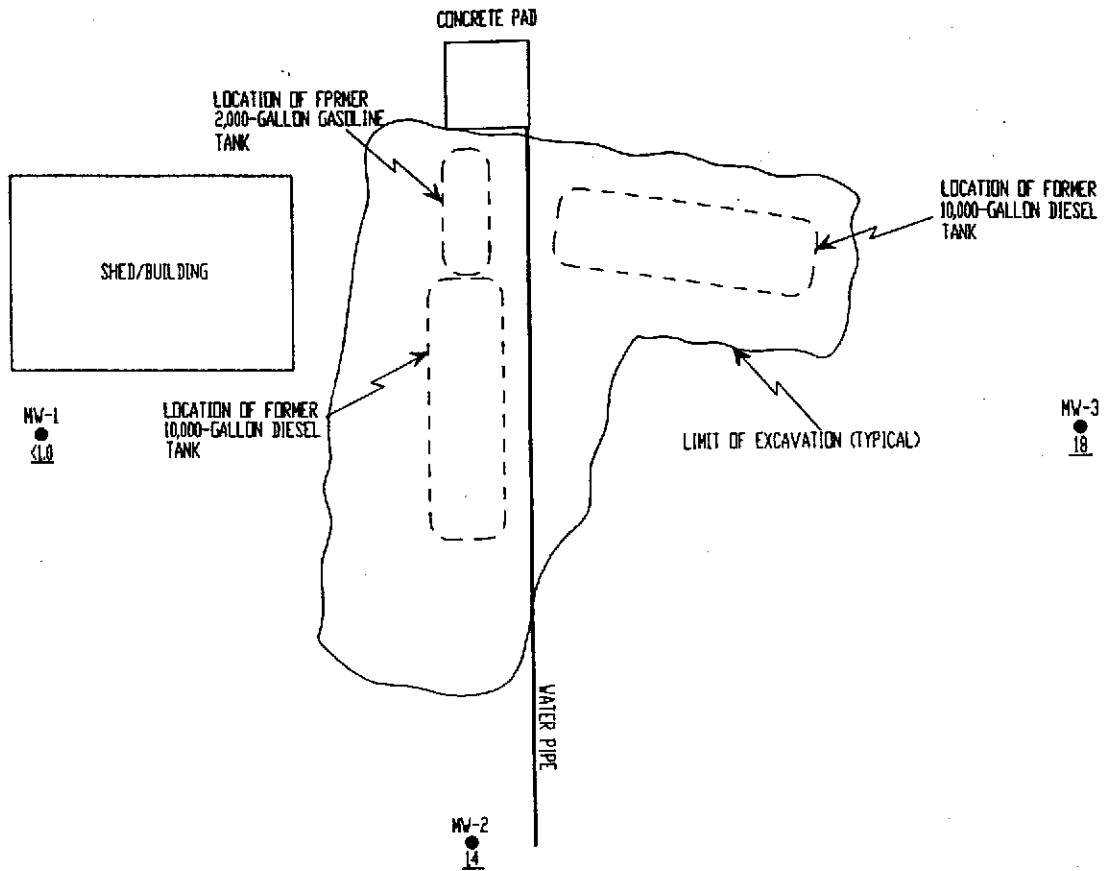 CONCRETE PAD
LOCATION OF FPRMER
2,000-GALLON GASOLINE
TANK
LOCATION OF FORMER
10,000-GALLON DIESEL
TANK
SHED/BUILDING
MW-1
<1.0
LOCATION OF FORMER
10,000-GALLON DIESEL
TANK
LIMIT OF EXCAVATION (TYPICAL)
MW-3
18
WATER PIPE
MW-2
14